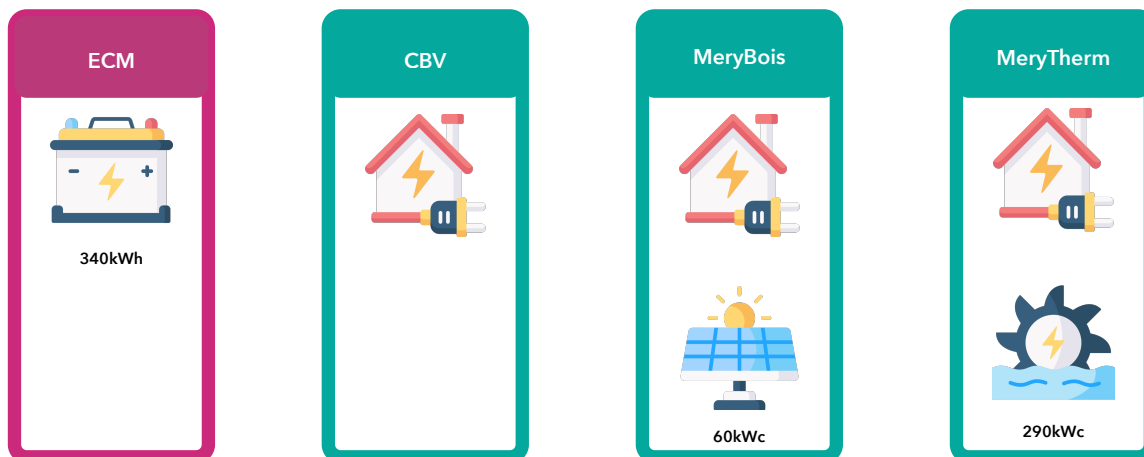 ECM
CBV
MeryBois
MeryTherm
340kWh
60kWc
290kWc